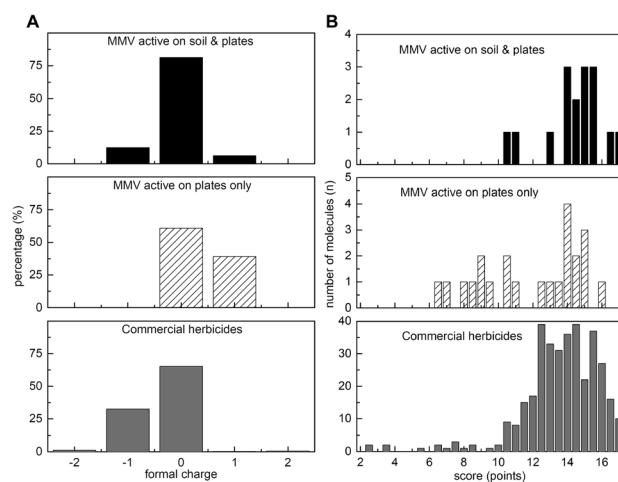 A
MMV active on soil & plates
75
50
25
0
MMV active on plates only
75
50
25
0
percentage (%)
Commercial herbicides
75
50
25
0
-2 -1 0 1 2
formal charge
B
4
3
2
1
0
MMV active on soil & plates
5
4
3
2
1
0
MMV active on plates only
number of molecules (n)
40
30
20
10
0
Commercial herbicides
2 4 6 8 10 12 14 16
score (points)